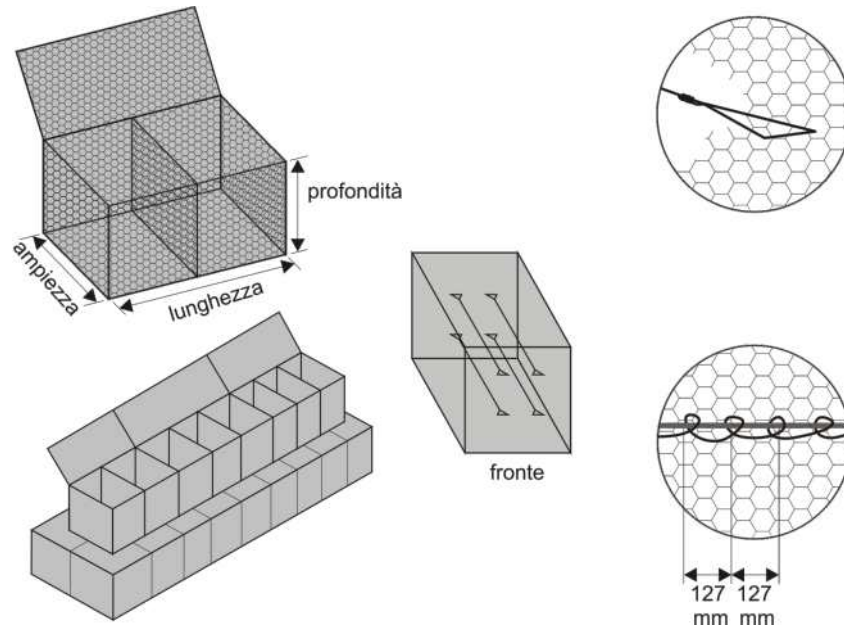 profondità
ampiezza
lunghezza
fronte
127 127
mm mm